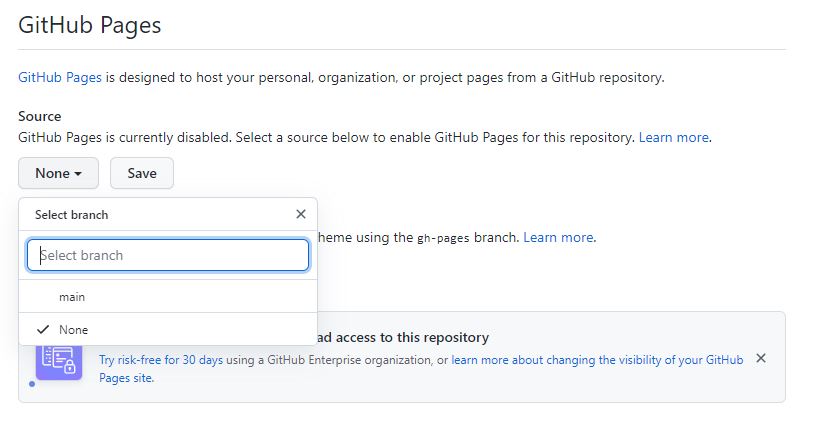 GitHub Pages
GitHub Pages is designed to host your personal, organization, or project pages from a GitHub repository.
Source
GitHub Pages is currently disabled. Select a source below to enable GitHub Pages for this repository. Learn more.
None Save
Select branch
heme using the gh-pages branch. Learn more.
Select branch
main
None
ad access to this repository
Try risk-free for 30 days using a GitHub Enterprise organization, or learn more about changing the visibility of your GitHub
Pages site.